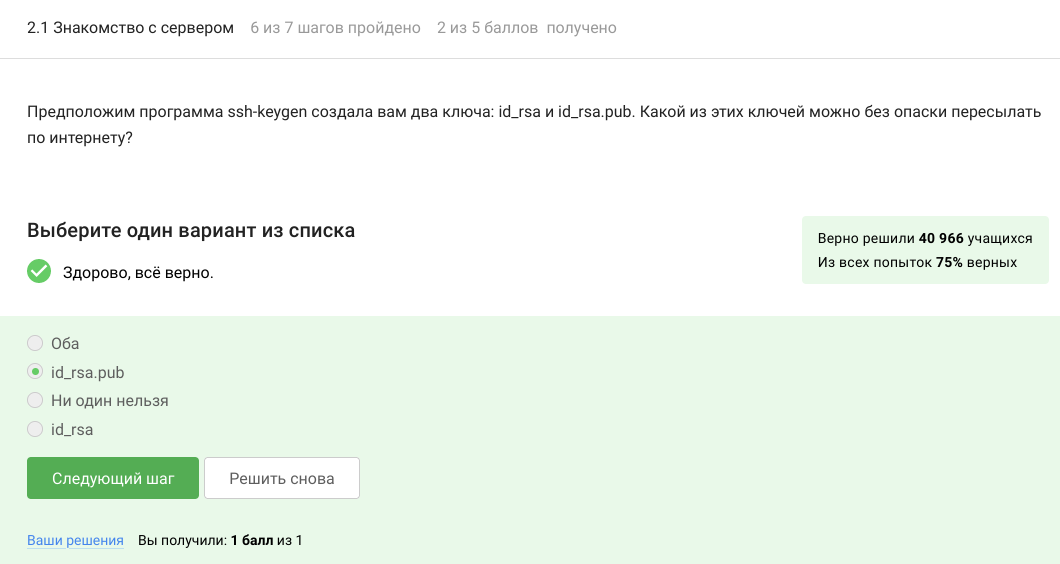 2.1 Знакомство с сервером 6 из 7 шагов пройдено 2 из 5 баллов получено
Предположим программа ssh-keygen создала вам два ключа: id_rsa и id_rsa.pub. Какой из этих ключей можно без опаски пересылать
по интернету?
Выберите один вариант из списка
Верно решили 40 966 учащихся
Из всех попыток 75% верных
Здорово, всё верно.
Оба
id_rsa.pub
Ни один нельзя
id_rsa
Следующий шаг Решить снова
Ваши решения Вы получили: 1 балл из 1